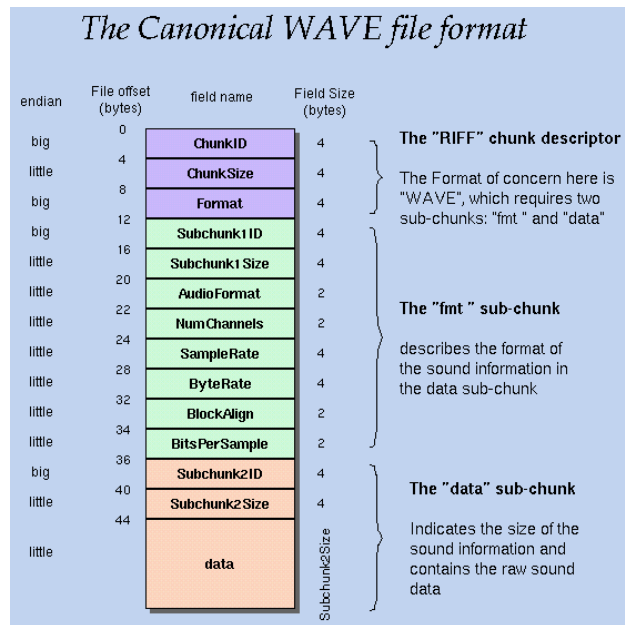 The Canonical WAVE file format
endian
File offset
(bytes)
field name
Field Size
(bytes)
0
big
ChunkID
4
4
little
ChunkSize
4
8
big
Format
4
12
big
Subchunk1ID
4
16
little
Subchunk1Size
4
20
little
AudioFormat
2
22
little
NumChannels
2
24
little
SampleRate
4
28
little
ByteRate
4
32
little
BlockAlign
2
34
little
BitsPerSample
2
36
big
Subchunk2ID
4
40
little
Subchunk2Size
4
44
little
data
Subchunk2Size
The "RIFF" chunk descriptor
The Format of concern here is
"WAVE", which requires two
sub-chunks: "fmt " and "data"
The "fmt " sub-chunk
describes the format of
the sound information in
the data sub-chunk
The "data" sub-chunk
Indicates the size of the
sound information and
contains the raw sound
data